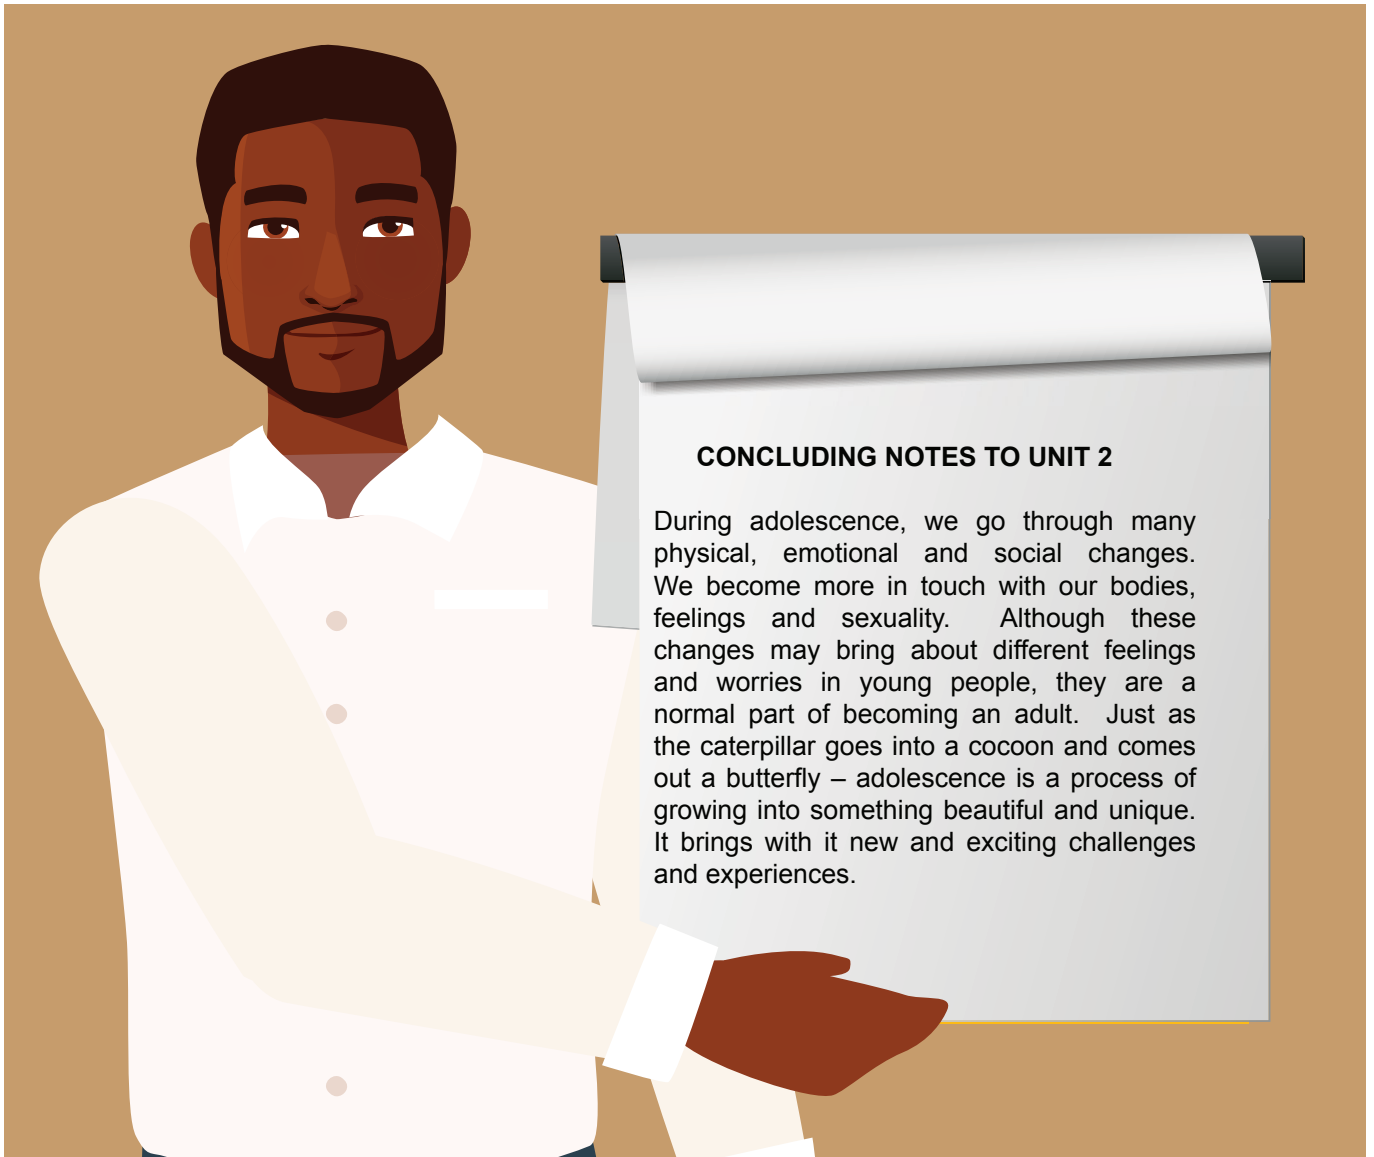 CONCLUDING NOTES TO UNIT 2
During adolescence, we go through many
physical, emotional and social changes.
We become more in touch with our bodies,
feelings and sexuality. Although these
changes may bring about different feelings
and worries in young people, they are a
normal part of becoming an adult. Just as
the caterpillar goes into a cocoon and comes
out a butterfly – adolescence is a process of
growing into something beautiful and unique.
It brings with it new and exciting challenges
and experiences.